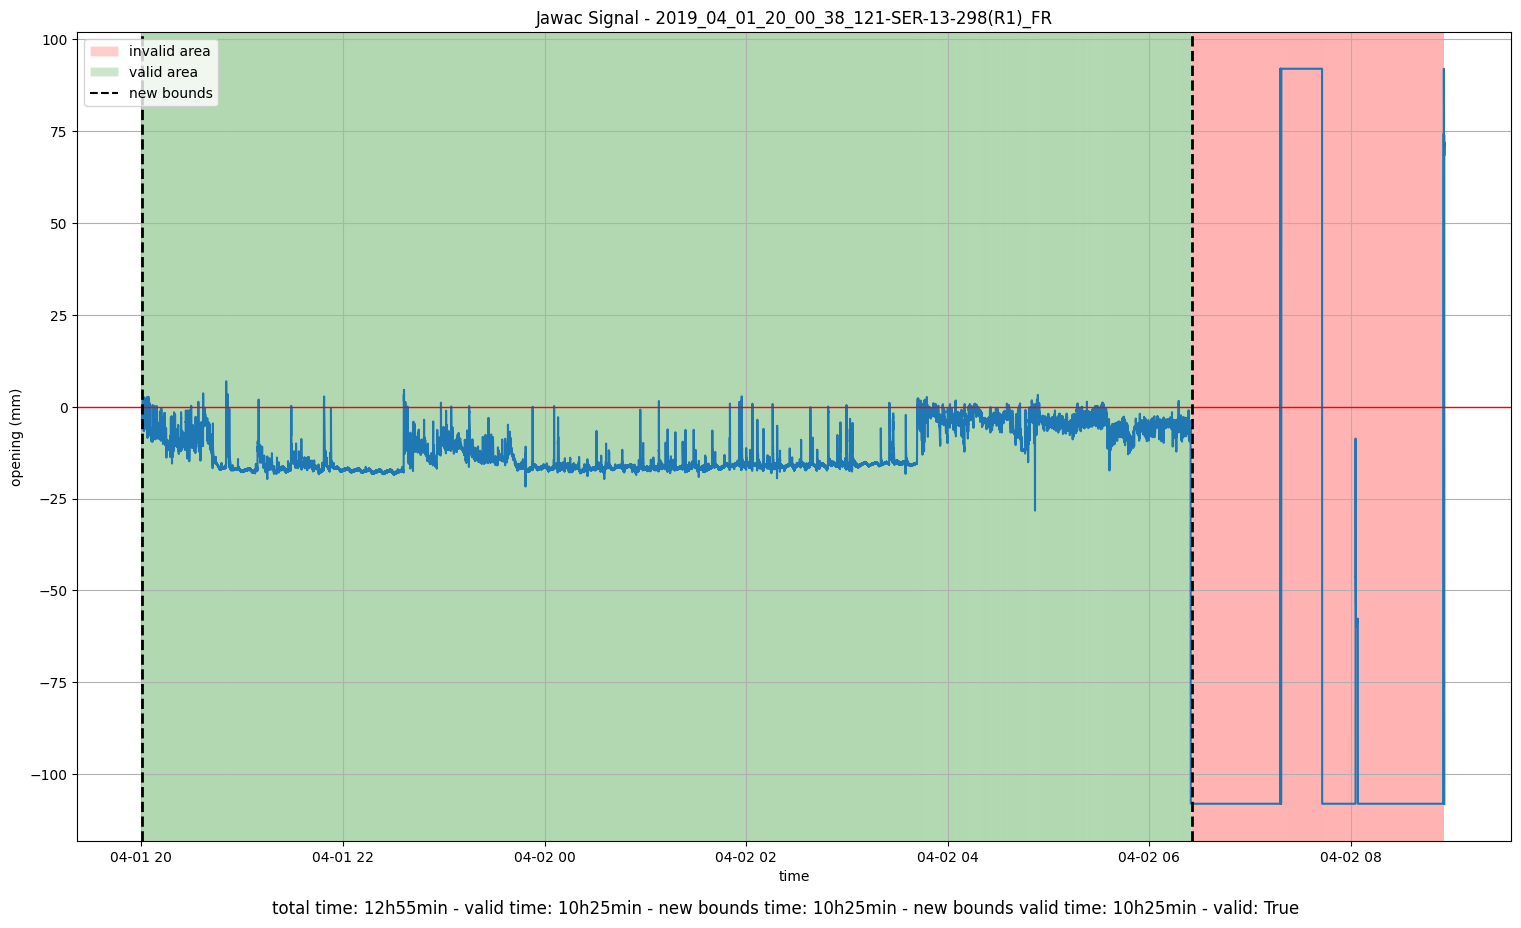 Jawac Signal - 2019_04_01_20_00_38_121-SER-13-298(R1)_FR
invalid area
valid area
new bounds
100
75
50
25
0
−25
−50
−75
−100
opening (mm)
04-01 20
04-01 22
04-02 00
04-02 02
04-02 04
04-02 06
04-02 08
time
total time: 12h55min - valid time: 10h25min - new bounds time: 10h25min - new bounds valid time: 10h25min - valid: True